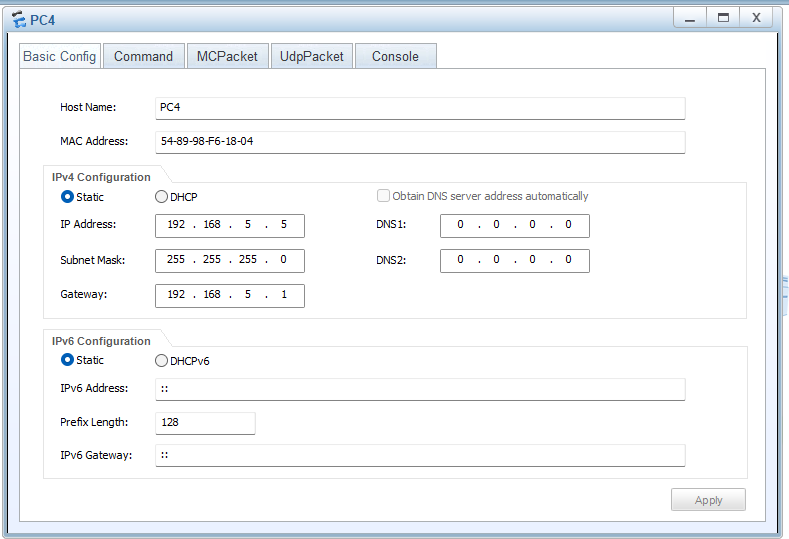 PC4
Basic Config Command MCPacket UdpPacket Console
Host Name: PC4
MAC Address: 54-89-98-F6-18-04
IPv4 Configuration
Static DHCP Obtain DNS server address automatically
IP Address: 192 . 168 . 5 . 5 DNS1: 0 . 0 . 0 . 0
Subnet Mask: 255 . 255 . 255 . 0 DNS2: 0 . 0 . 0 . 0
Gateway: 192 . 168 . 5 . 1
IPv6 Configuration
Static DHCPv6
IPv6 Address: ::
Prefix Length: 128
IPv6 Gateway: ::
Apply